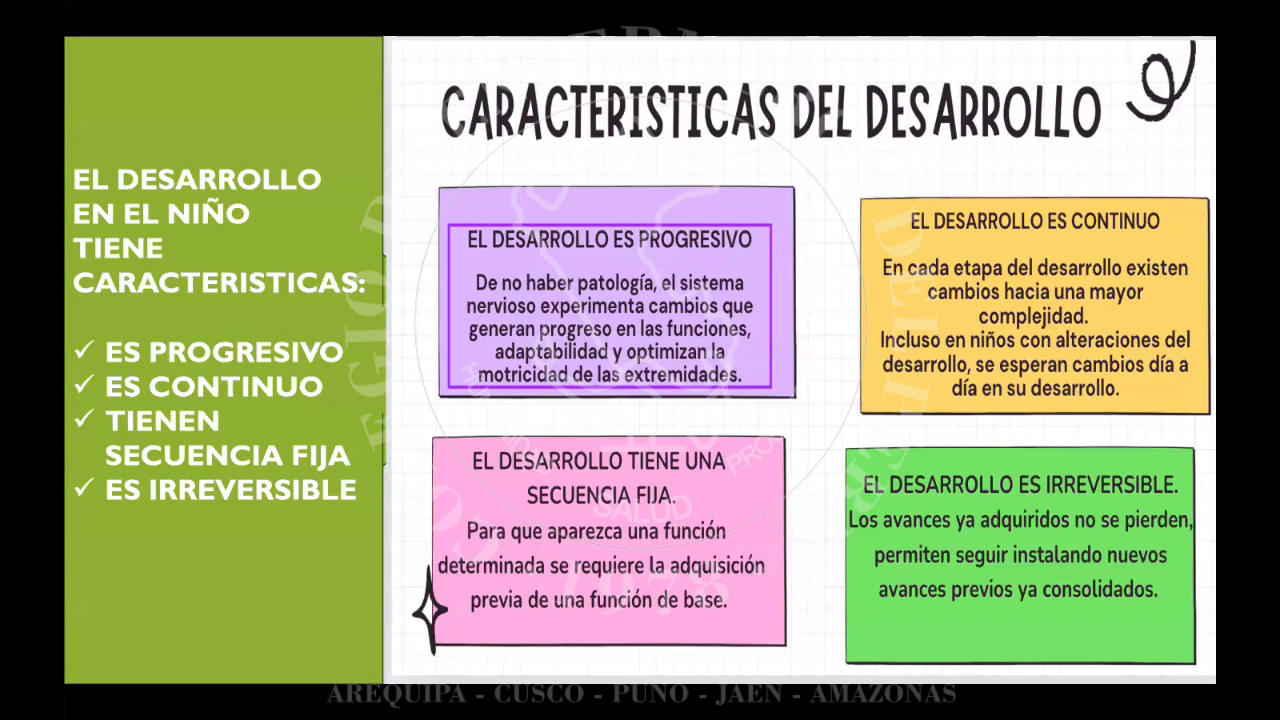 EL DESARROLLO
EN EL NIÑO
TIENE
CARACTERISTICAS:
✓ ES PROGRESIVO
✓ ES CONTINUO
✓ TIENEN
SECUENCIA FIJA
✓ ES IRREVERSIBLE
CARACTERISTICAS DEL DESARROLLO
EL DESARROLLO ES PROGRESIVO
De no haber patología, el sistema
nervioso experimenta cambios que
generan progreso en las funciones,
adaptabilidad y optimizan la
motricidad de las extremidades.
EL DESARROLLO ES CONTINUO
En cada etapa del desarrollo existen
cambios hacia una mayor
complejidad.
Incluso en niños con alteraciones del
desarrollo, se esperan cambios día a
día en su desarrollo.
EL DESARROLLO TIENE UNA
SECUENCIA FIJA.
Para que aparezca una función
determinada se requiere la adquisición
previa de una función de base.
EL DESARROLLO ES IRREVERSIBLE.
Los avances ya adquiridos no se pierden,
permiten seguir instalando nuevos
avances previos ya consolidados.
SALUD
1978
AREQUIPA - CUSCO - PUNO - JAEN - AMAZONAS